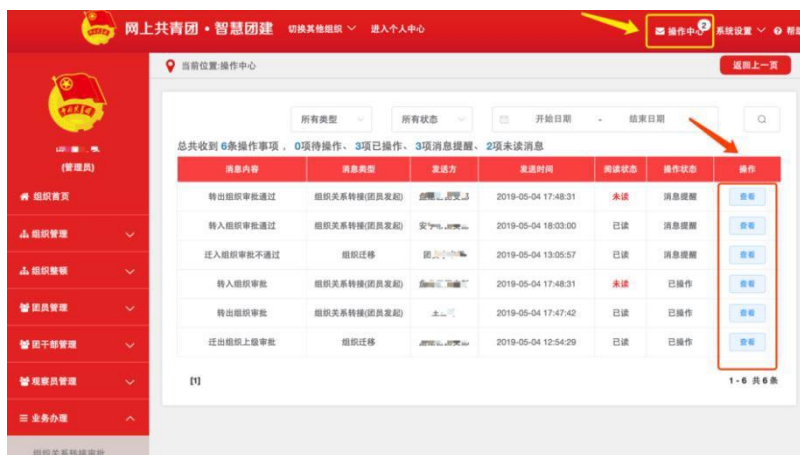 网上共青团·智慧团建 切换其他组织 进入个人中心 操作中心 2 系统设置 帮助
当前位置:操作中心 返回上一页
所有类型 所有状态 开始日期 - 结束日期
总共收到 6条操作事项， 0项待操作、 3项已操作、 3项消息提醒、 2项未读消息
(管理员)
消息内容 消息类型 发送方 发送时间 阅读状态 操作状态 操作
转出组织审批通过 组织关系转接(团员发起) 2019-05-04 17:48:31 未读 消息提醒 查看
转入组织审批通过 组织关系转接(团员发起) 2019-05-04 18:03:00 已读 消息提醒 查看
迁入组织审批不通过 组织迁移 团 2019-05-04 13:05:57 已读 消息提醒 查看
转入组织审批 组织关系转接(团员发起) 2019-05-04 17:48:31 未读 已操作 查看
转出组织审批 组织关系转接(团员发起) 2019-05-04 17:47:42 已读 已操作 查看
迁出组织上级审批 组织迁移 2019-05-04 12:54:29 已读 已操作 查看
[1] 1 - 6 共 6 条
组织首页
组织管理
组织整顿
团员管理
团干部管理
观察员管理
业务办理
组织关系转接审批